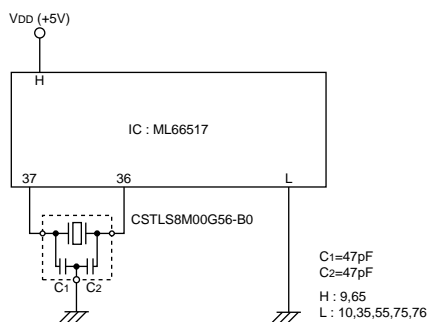 VDD (+5V)
H
IC : ML66517
37 36 L
CSTLS8M00G56-B0
C1 C2
C1=47pF
C2=47pF
H : 9,65
L : 10,35,55,75,76